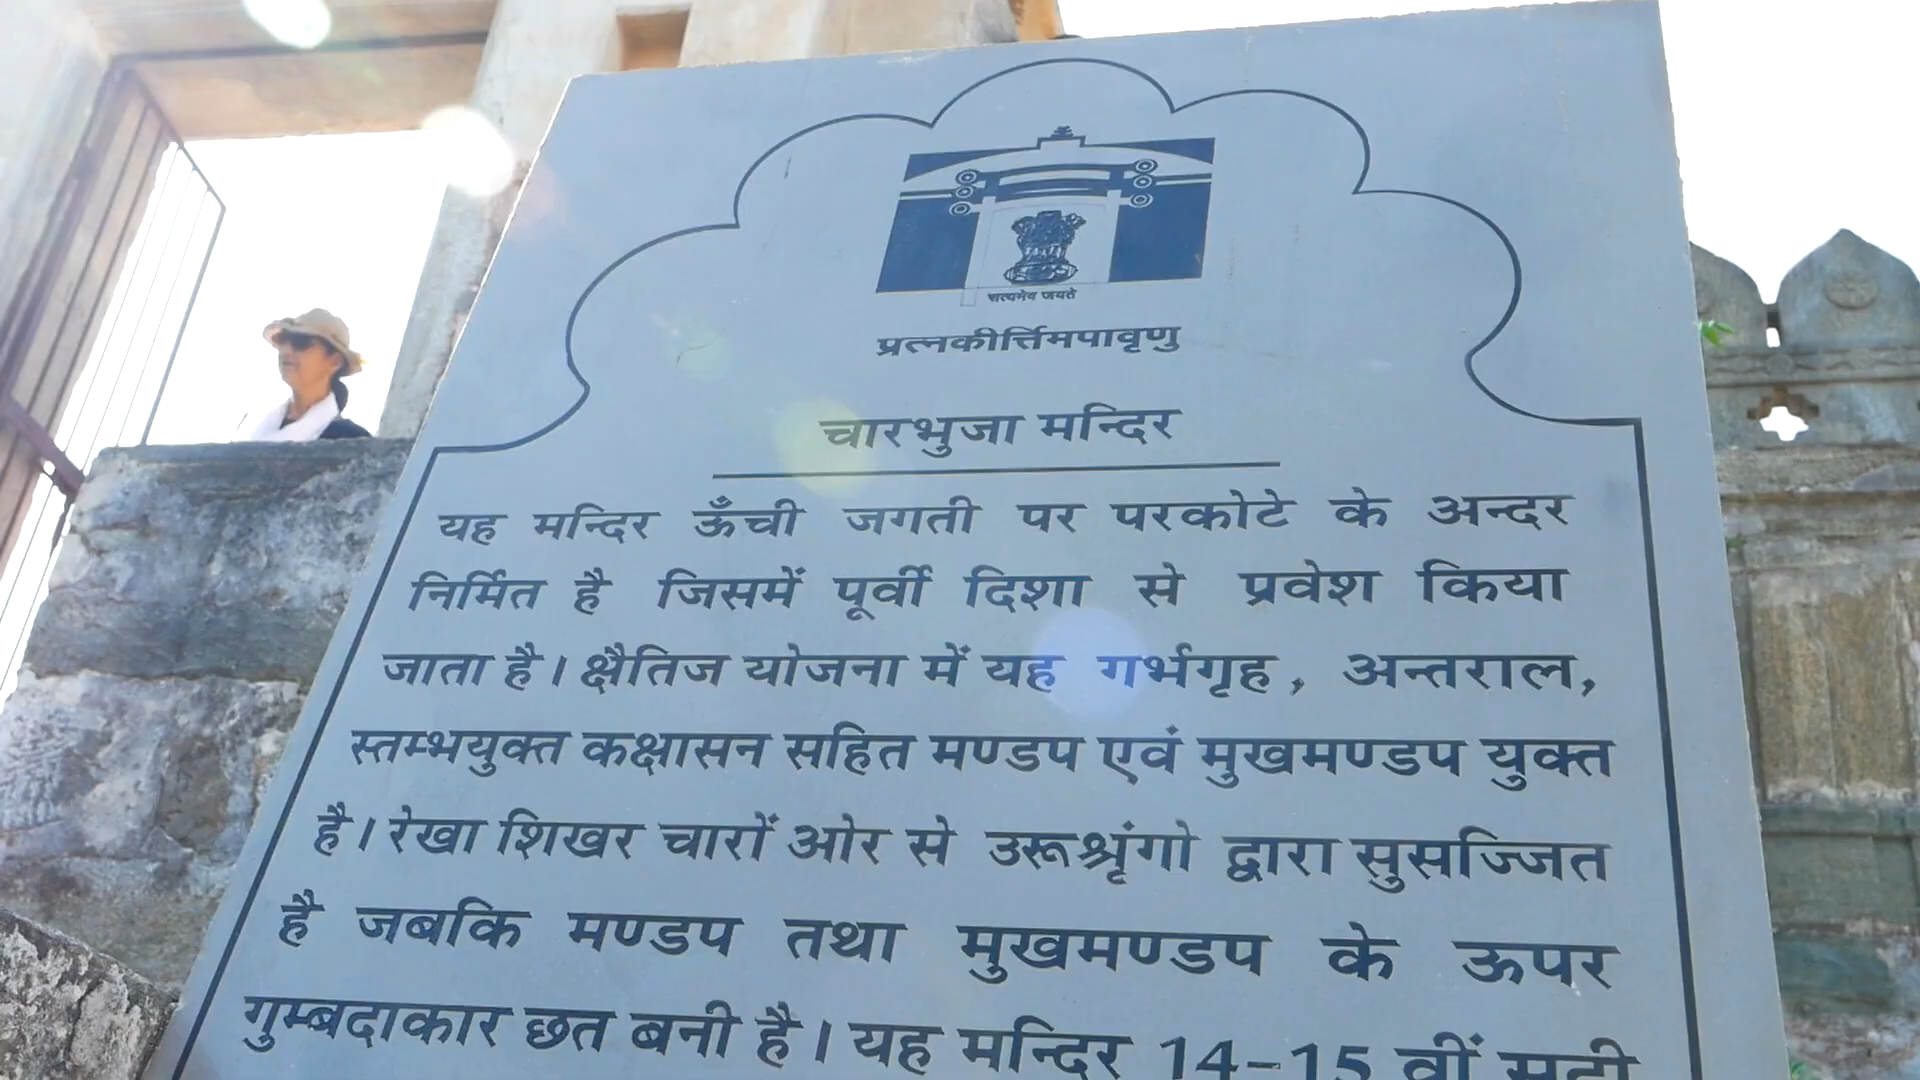 सत्यमेव जयते
प्रत्नकीर्त्तिमपावृणु
चारभुजा मन्दिर
यह मन्दिर ऊँची जगती पर परकोटे के अन्दर
निर्मित है जिसमें पूर्वी दिशा से प्रवेश किया
जाता है। क्षैतिज योजना में यह गर्भगृह, अन्तराल,
स्तम्भयुक्त कक्षासन सहित मण्डप एवं मुखमण्डप युक्त
है। रेखा शिखर चारों ओर से उरूश्रृंगो द्वारा सुसज्जित
है जबकि मण्डप तथा मुखमण्डप के ऊपर
गुम्बदाकार छत बनी है। यह मन्दिर 14-15 वीं सदी